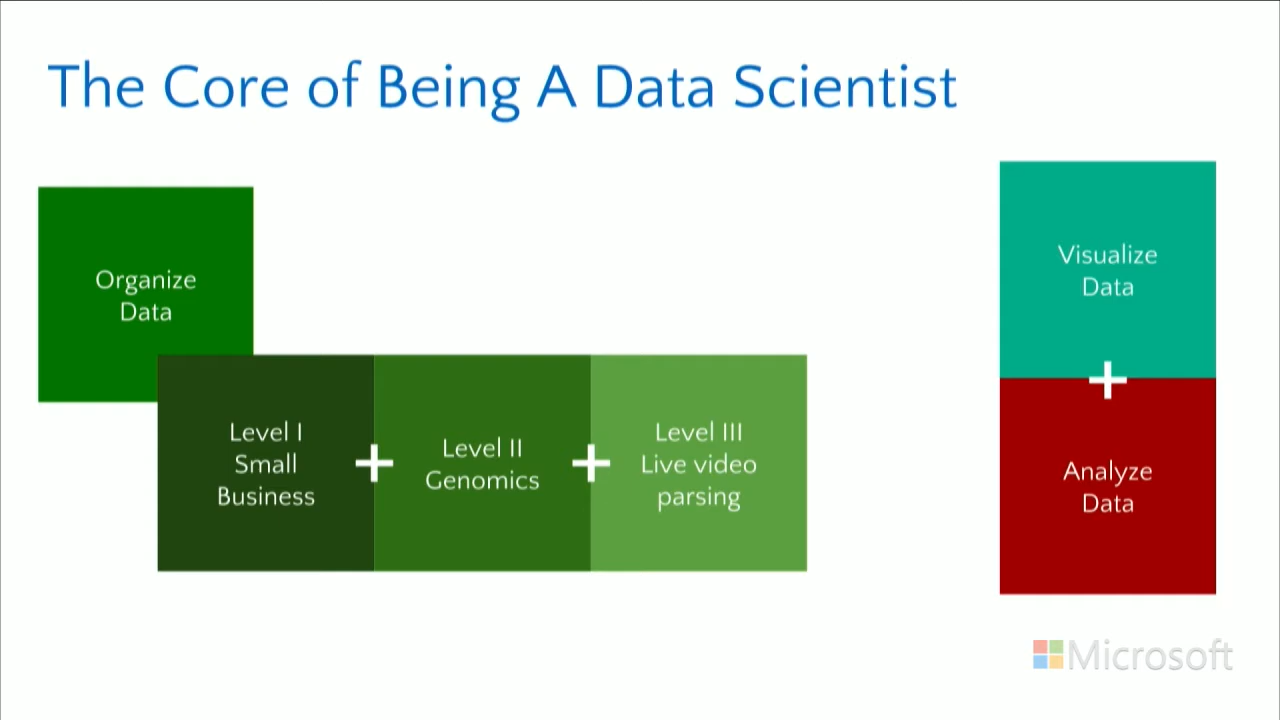 The Core of Being A Data Scientist
Organize
Data
Level I
Small
Business
+
Level II
Genomics
+
Level III
Live video
parsing
Visualize
Data
+
Analyze
Data
Microsoft